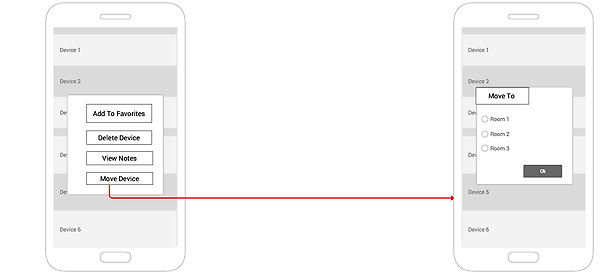 Device 1
Device 2
Add To Favorites
Delete Device
View Notes
Move Device
Device 6
Device 1
Device 2
Move To
Room 1
Room 2
Room 3
Ok
Device 5
Device 6